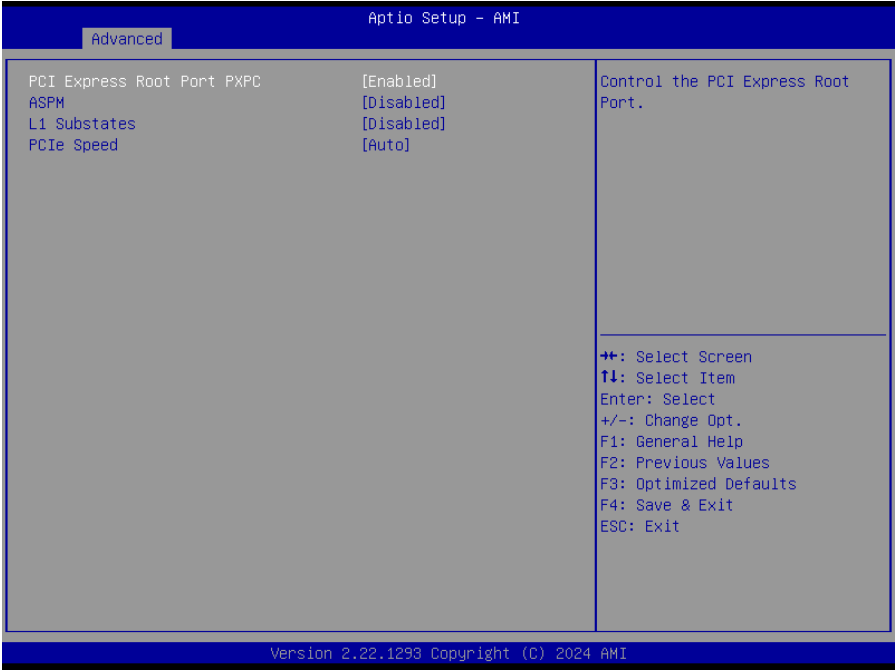 Aptio Setup – AMI
Advanced
PCI Express Root Port PXPC [Enabled]
ASPM [Disabled]
L1 Substates [Disabled]
PCIe Speed [Auto]
Control the PCI Express Root
Port.
→←: Select Screen
↑↓: Select Item
Enter: Select
+/-: Change Opt.
F1: General Help
F2: Previous Values
F3: Optimized Defaults
F4: Save & Exit
ESC: Exit
Version 2.22.1293 Copyright (C) 2024 AMI